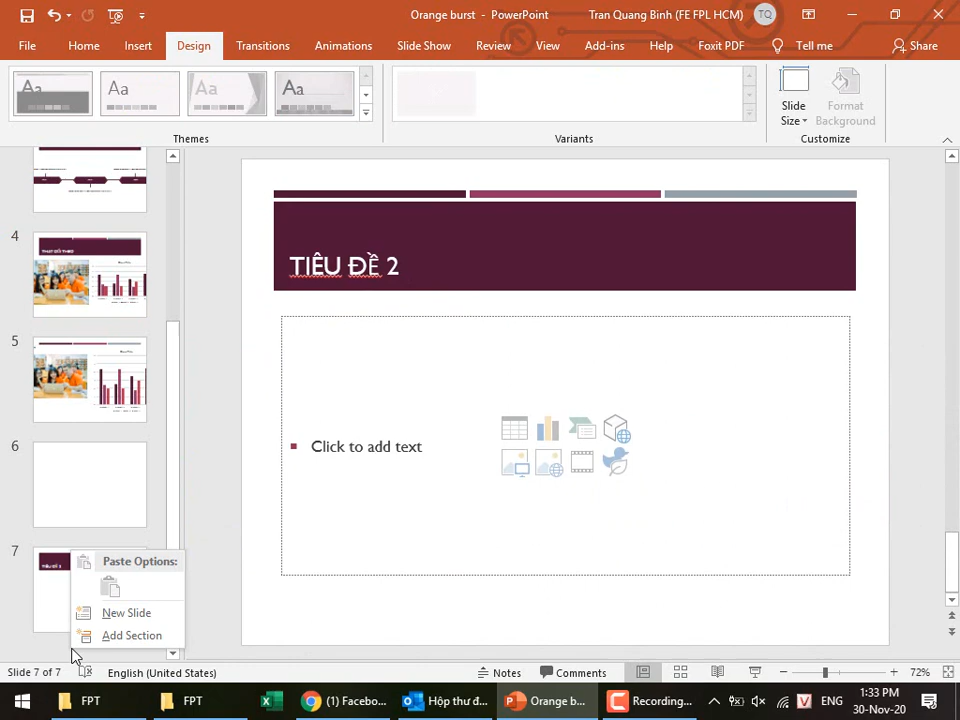 Orange burst - PowerPoint
Tran Quang Binh (FE FPL HCM)
TQ
File
Home
Insert
Design
Transitions
Animations
Slide Show
Review
View
Add-ins
Help
Foxit PDF
Tell me
Share
Aa
Aa
Aa
Aa
Slide Size
Format Background
Themes
Variants
Customize
4
5
6
7
TIÊU ĐỀ 2
Click to add text
Paste Options:
New Slide
Add Section
Slide 7 of 7
English (United States)
Notes
Comments
72%
FPT
FPT
(1) Facebo...
Hộp thư đ...
Orange b...
Recording...
ENG
1:33 PM
30-Nov-20